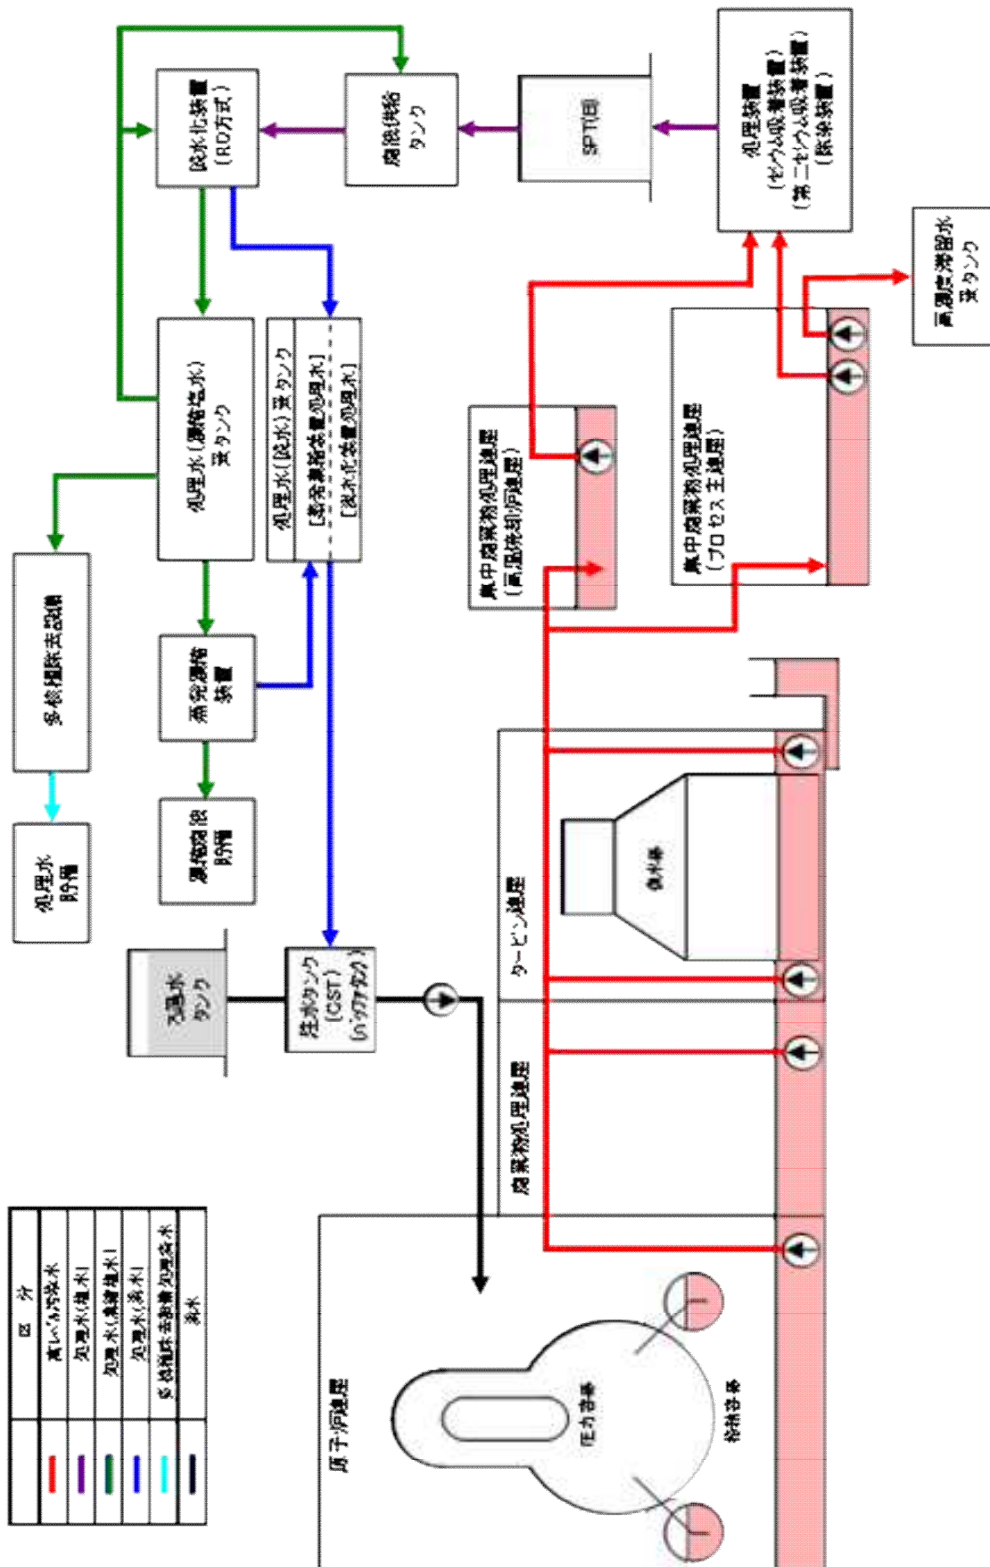 区 分
高レベル汚染水
処理水(塩水)
処理水(濃縮塩水)
処理水(淡水)
多核種除去設備処理済水
ろ過水
タンク
注水タンク
(CST)
(バッファタンク)
処理水
貯槽
多核種除去設備
濃縮廃液
貯槽
蒸発濃縮
装置
処理水(濃縮塩水)
受タンク
処理水(淡水)受タンク
[蒸発濃縮装置処理水]
[淡水化装置処理水]
淡水化装置
(RO方式)
廃液供給
タンク
SPT(B)
処理装置
(セシウム吸着装置)
(第二セシウム吸着装置)
(除染装置)
高濃度滞留水
受タンク
集中廃棄物処理建屋
(高温焼却炉建屋)
集中廃棄物処理建屋
(プロセス主建屋)
タービン建屋
復水器
廃棄物処理建屋
原子炉建屋
圧力容器
格納容器